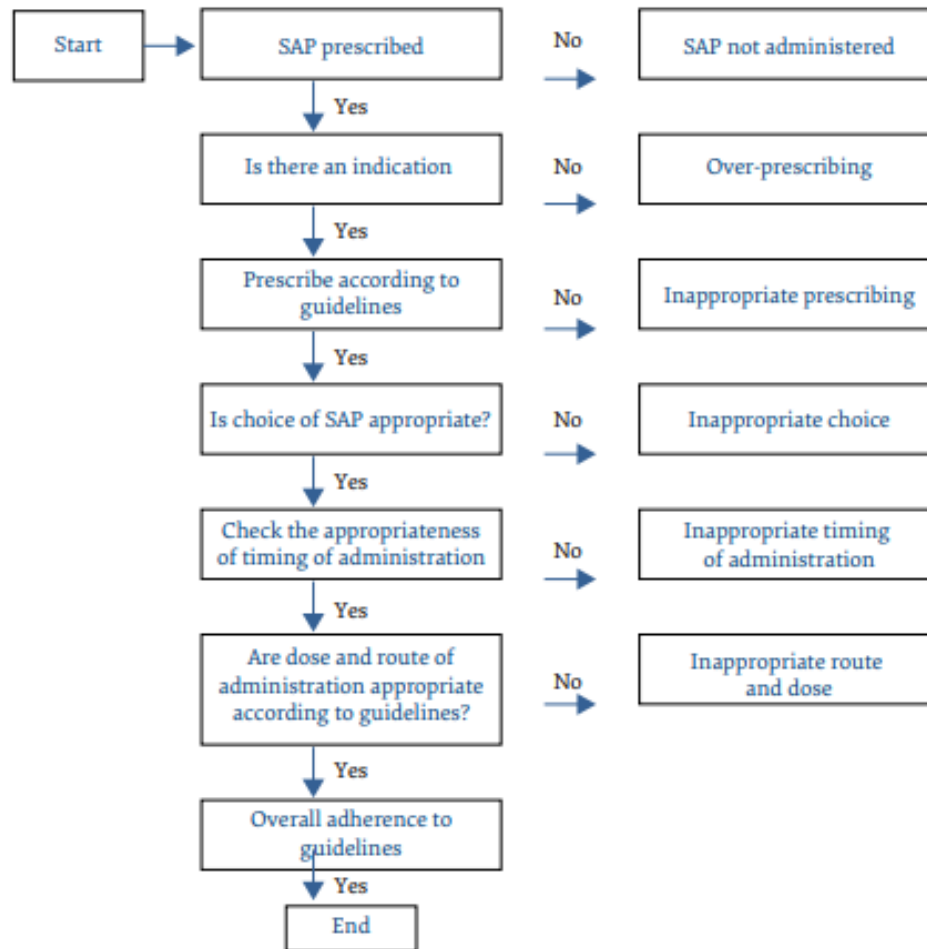 Start
SAP prescribed
No
SAP not administered
Yes
Is there an indication
No
Over-prescribing
Yes
Prescribe according to
guidelines
No
Inappropriate prescribing
Yes
Is choice of SAP appropriate?
No
Inappropriate choice
Yes
Check the appropriateness
of timing of administration
No
Inappropriate timing
of administration
Yes
Are dose and route of
administration appropriate
according to guidelines?
No
Inappropriate route
and dose
Yes
Overall adherence to
guidelines
Yes
End